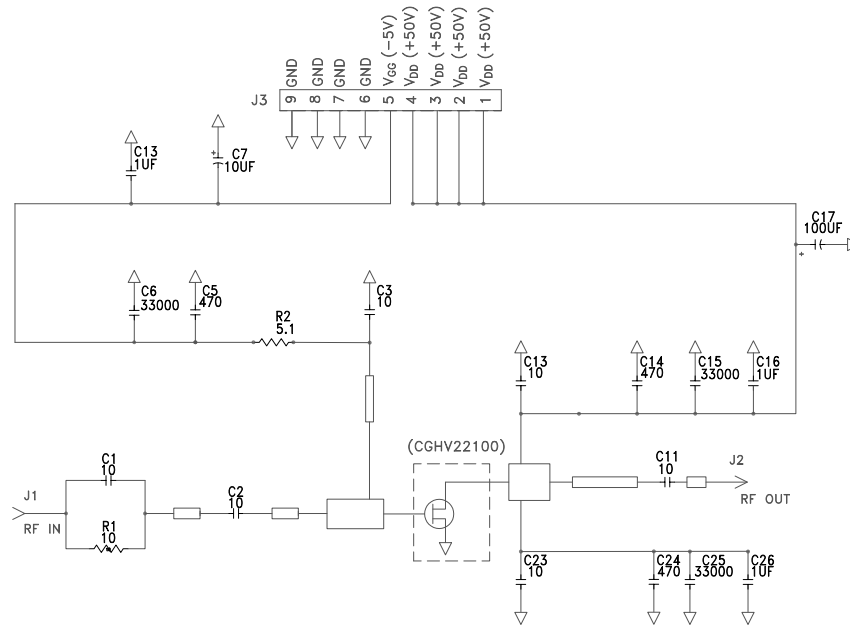 J3
9 GND
8 GND
7 GND
6 GND
5 VGG (-5V)
4 VDD (+50V)
3 VDD (+50V)
2 VDD (+50V)
1 VDD (+50V)
C13
1UF
+
C7
10UF
C17
100UF
+
C6
33000
C5
470
R2
5.1
C3
10
C13
10
C14
470
C15
33000
C16
1UF
(CGHV22100)
J1
RF IN
C1
10
R1
10
C2
10
C11
10
J2
RF OUT
C23
10
C24
470
C25
33000
C26
1UF